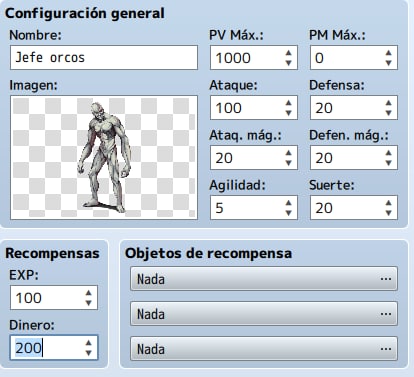 Configuración general
Nombre: PV Máx.: PM Máx.:
Jefe orcos 1000 0
Imagen: Ataque: Defensa:
100 20
Ataq. mág.: Defen. mág.:
20 20
Agilidad: Suerte:
5 20
Recompensas Objetos de recompensa
EXP: Nada ...
100
Nada ...
Dinero:
200 Nada ...